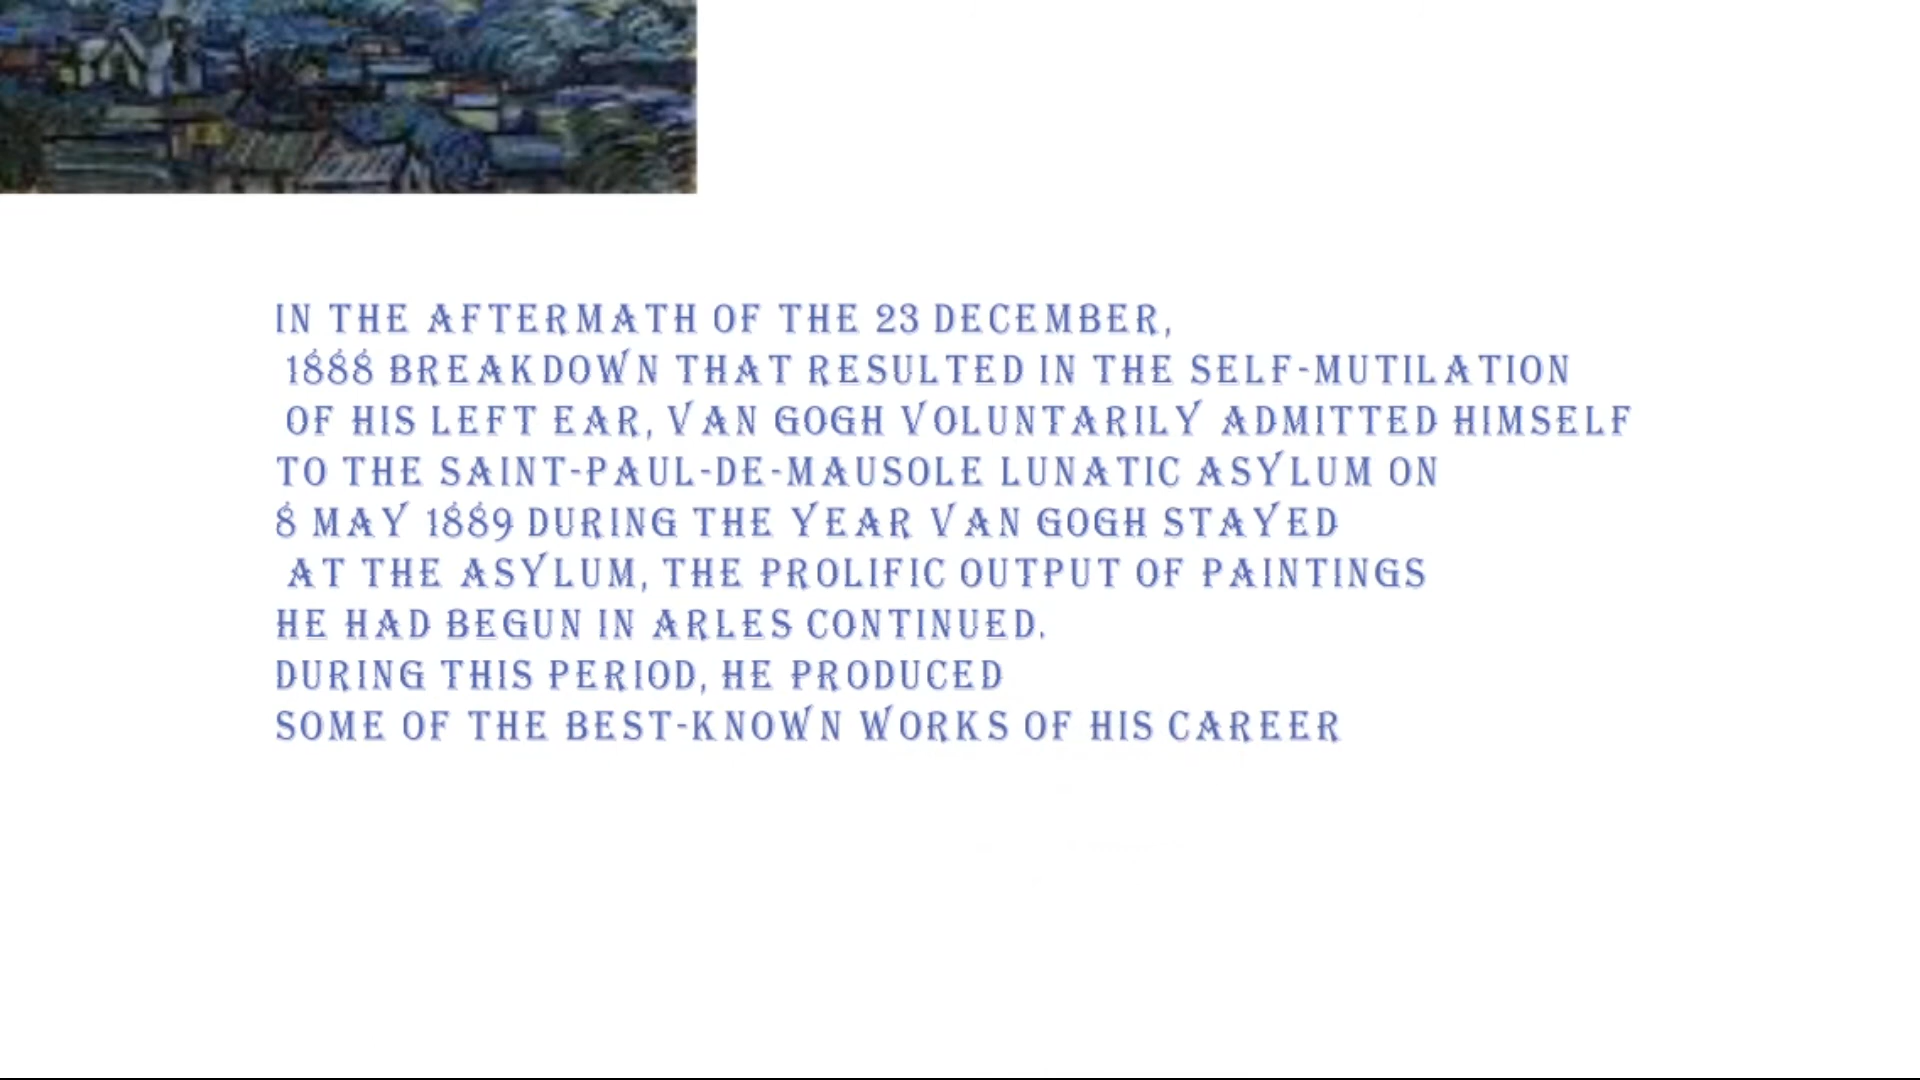 IN THE AFTERMATH OF THE 23 DECEMBER,
1888 BREAKDOWN THAT RESULTED IN THE SELF-MUTILATION
OF HIS LEFT EAR, VAN GOGH VOLUNTARILY ADMITTED HIMSELF
TO THE SAINT-PAUL-DE-MAUSOLE LUNATIC ASYLUM ON
8 MAY 1889 DURING THE YEAR VAN GOGH STAYED
AT THE ASYLUM, THE PROLIFIC OUTPUT OF PAINTINGS
HE HAD BEGUN IN ARLES CONTINUED.
DURING THIS PERIOD, HE PRODUCED
SOME OF THE BEST-KNOWN WORKS OF HIS CAREER